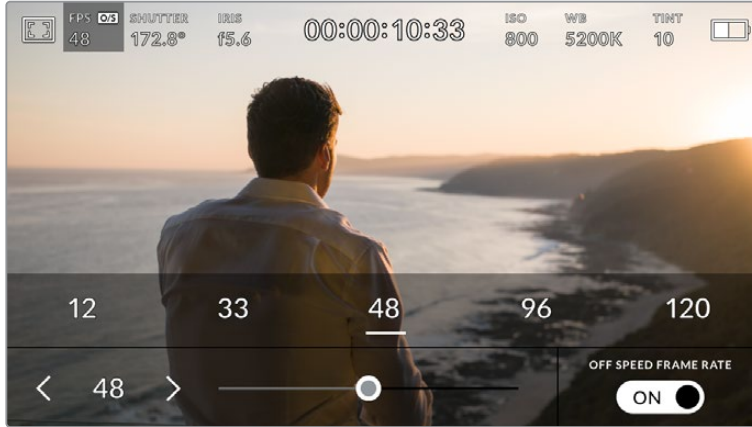 FPS O/S SHUTTER IRIS ISO WB TINT
48 172.8° f5.6 00:00:10:33 800 5200K 10
12 33 48 96 120
OFF SPEED FRAME RATE
48 ON